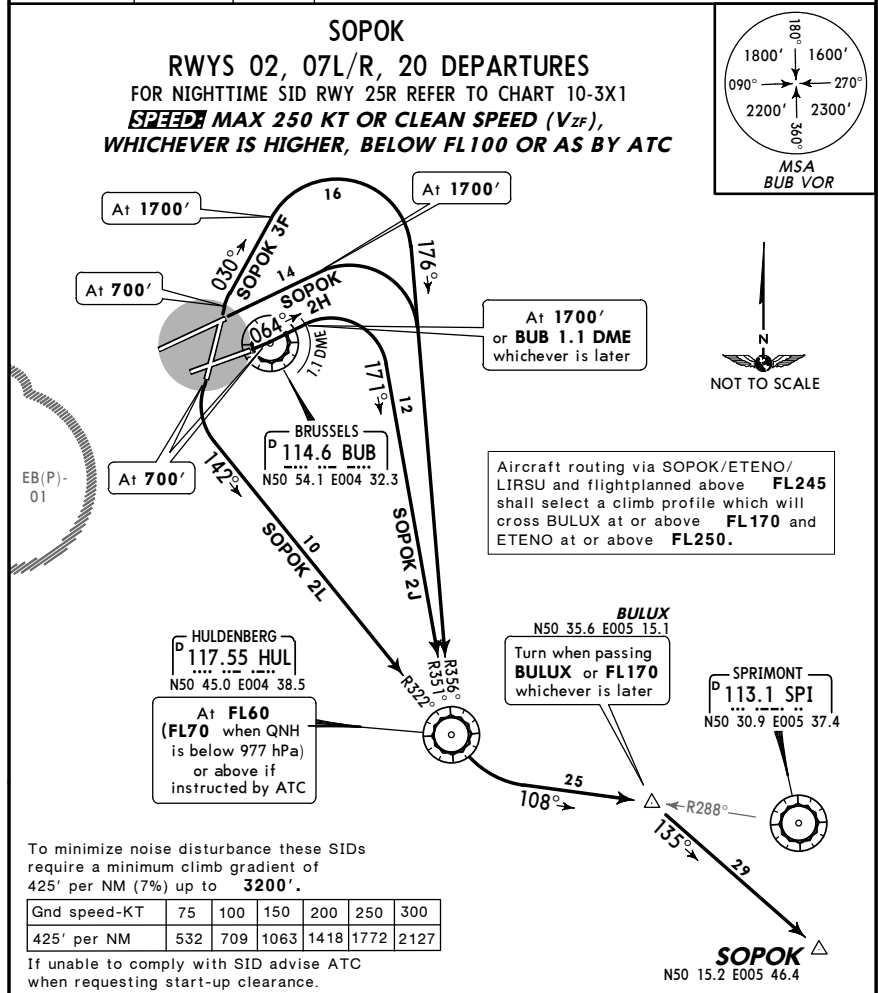 SOPOK
RWYS 02, 07L/R, 20 DEPARTURES
FOR NIGHTTIME SID RWY 25R REFER TO CHART 10-3X1
SPEED: MAX 250 KT OR CLEAN SPEED (VZF),
WHICHEVER IS HIGHER, BELOW FL100 OR AS BY ATC
180°
1800' 1600'
090° 270°
2200' 2300'
360°
MSA
BUB VOR
At 1700'
16
At 1700'
030°
SOPOK 3F
176°
At 700'
14
SOPOK
2H
064°
1.1 DME
At 1700'
or BUB 1.1 DME
whichever is later
N
NOT TO SCALE
171°
12
BRUSSELS
D 114.6 BUB
N50 54.1 E004 32.3
EB(P)-
01
At 700'
142°
Aircraft routing via SOPOK/ETENO/
LIRSU and flightplanned above FL245
shall select a climb profile which will
cross BULUX at or above FL170 and
ETENO at or above FL250.
10
SOPOK 2L
SOPOK 2J
HULDENBERG
D 117.55 HUL
N50 45.0 E004 38.5
R322°
R351°
R356°
BULUX
N50 35.6 E005 15.1
Turn when passing
BULUX or FL170
whichever is later
SPRIMONT
D 113.1 SPI
N50 30.9 E005 37.4
At FL60
(FL70 when QNH
is below 977 hPa)
or above if
instructed by ATC
25
108°
R288°
135°
29
To minimize noise disturbance these SIDs
require a minimum climb gradient of
425' per NM (7%) up to 3200'.
Gnd speed-KT 75 100 150 200 250 300
425' per NM 532 709 1063 1418 1772 2127
If unable to comply with SID advise ATC
when requesting start-up clearance.
SOPOK
N50 15.2 E005 46.4